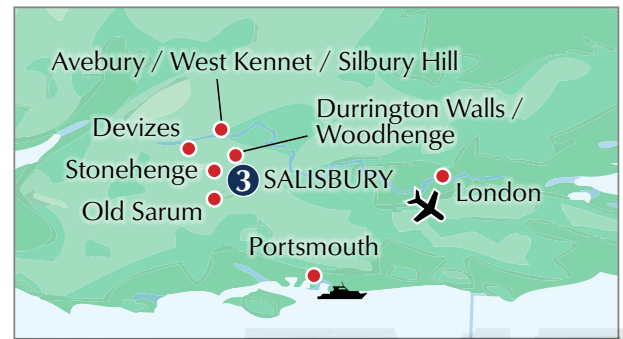 Avebury / West Kennet / Silbury Hill
Durrington Walls /
Woodhenge
Devizes
Stonehenge
3 SALISBURY
Old Sarum
London
Portsmouth